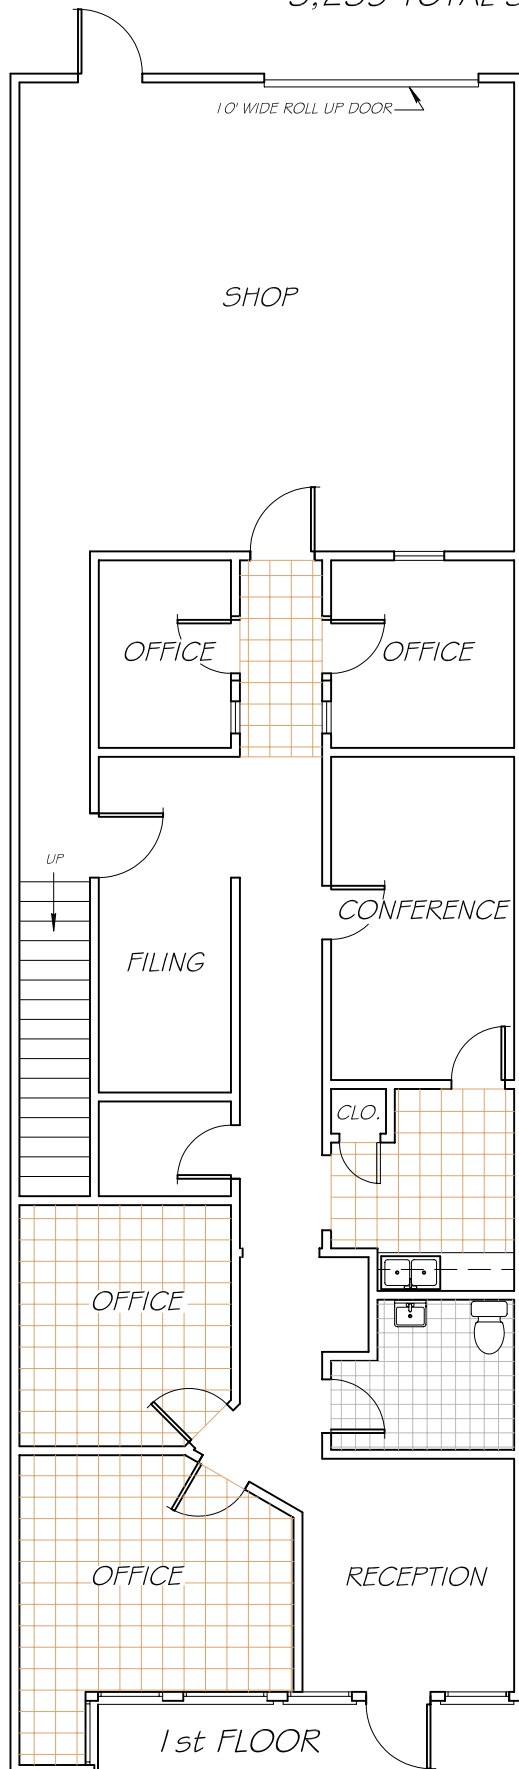 10' WIDE ROLL UP DOOR
SHOP
OFFICE
OFFICE
UP
CONFERENCE
FILING
CLO.
OFFICE
OFFICE
RECEPTION
1st FLOOR